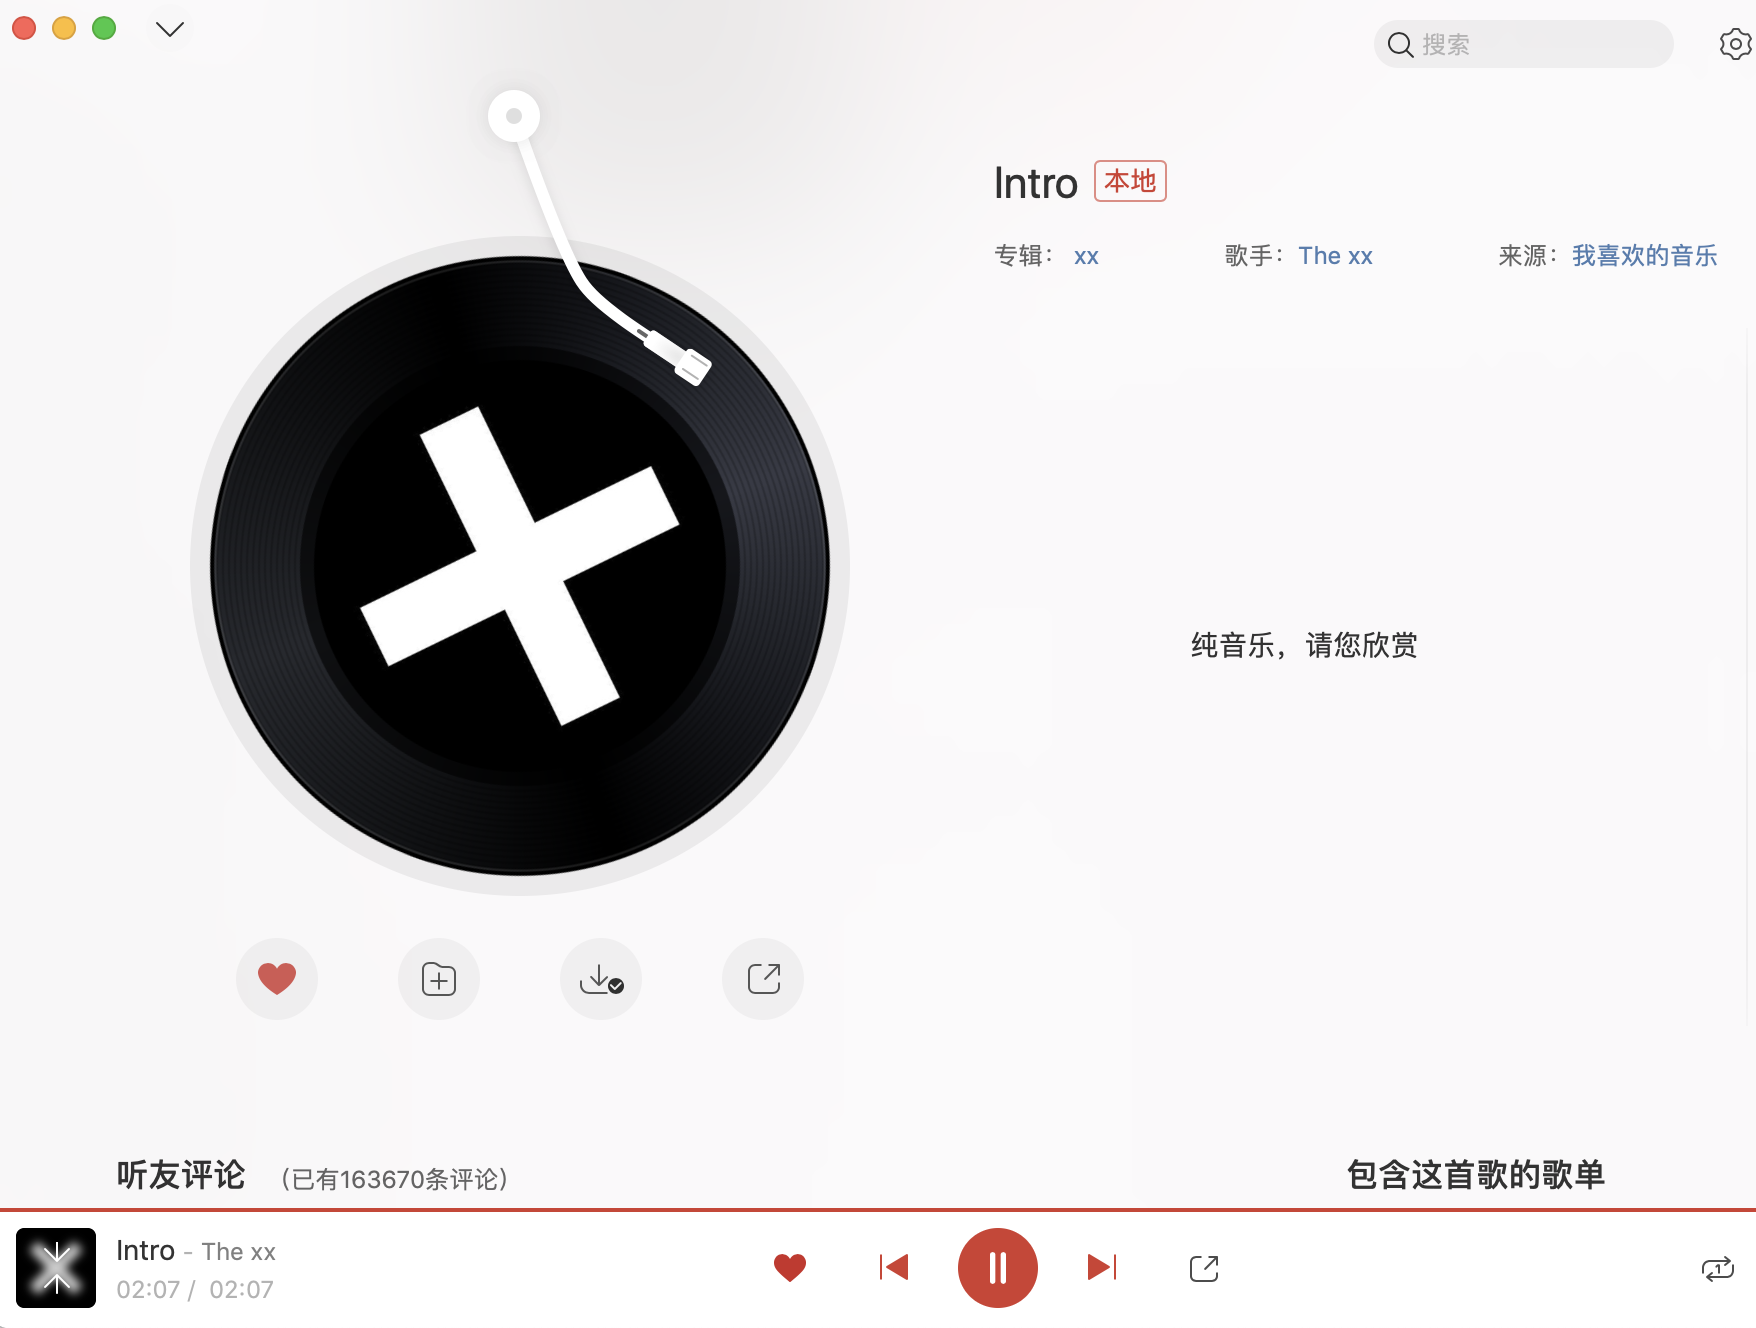 搜索
Intro 本地
专辑： xx 歌手：The xx 来源：我喜欢的音乐
纯音乐，请您欣赏
听友评论 （已有163670条评论）
包含这首歌的歌单
Intro - The xx
02:07 / 02:07
1